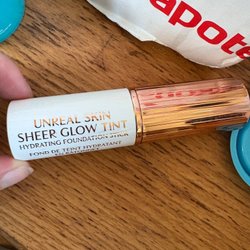 apote
UNREAL SKIN
SHEER GLOW TINT
HYDRATING FOUNDATION STICK
FOND DE TEINT HYDRATANT